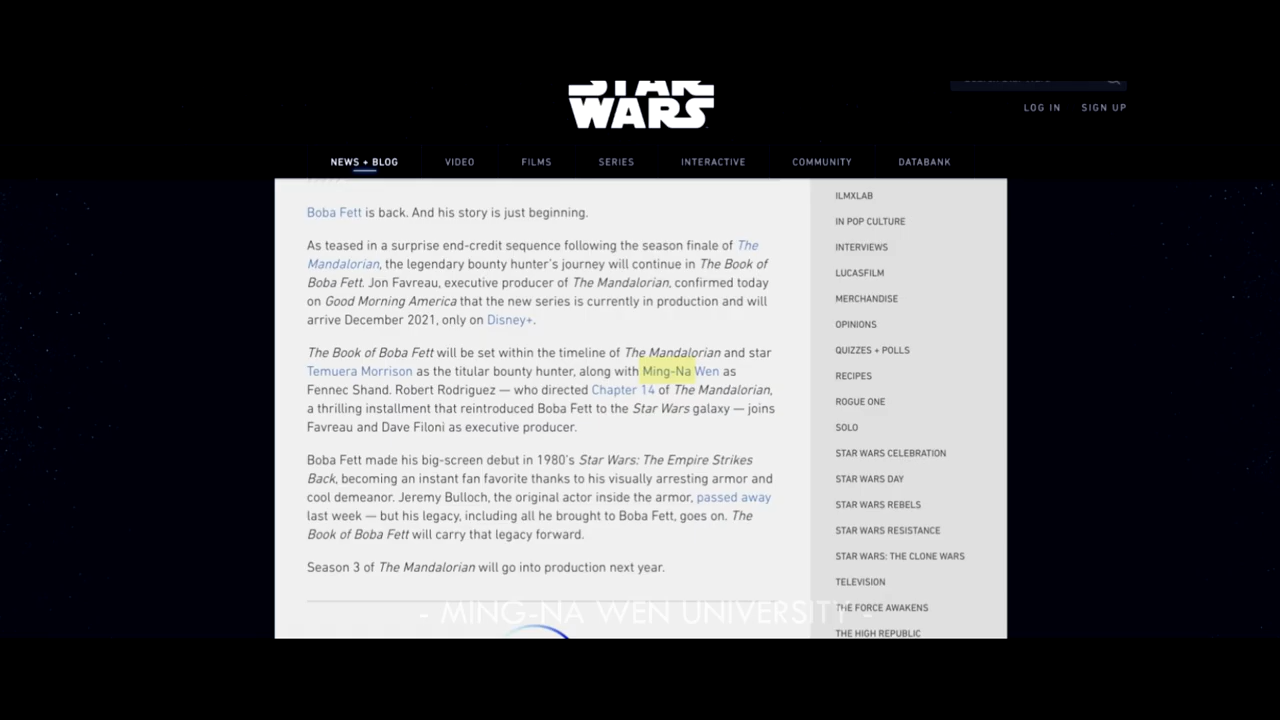 STAR
WARS
LOG IN SIGN UP
NEWS + BLOG VIDEO FILMS SERIES INTERACTIVE COMMUNITY DATABANK
Boba Fett is back. And his story is just beginning.
As teased in a surprise end-credit sequence following the season finale of The
Mandalorian, the legendary bounty hunter’s journey will continue in The Book of
Boba Fett. Jon Favreau, executive producer of The Mandalorian, confirmed today
on Good Morning America that the new series is currently in production and will
arrive December 2021, only on Disney+.
The Book of Boba Fett will be set within the timeline of The Mandalorian and star
Temuera Morrison as the titular bounty hunter, along with Ming-Na Wen as
Fennec Shand. Robert Rodriguez — who directed Chapter 14 of The Mandalorian,
a thrilling installment that reintroduced Boba Fett to the Star Wars galaxy — joins
Favreau and Dave Filoni as executive producer.
Boba Fett made his big-screen debut in 1980’s Star Wars: The Empire Strikes
Back, becoming an instant fan favorite thanks to his visually arresting armor and
cool demeanor. Jeremy Bulloch, the original actor inside the armor, passed away
last week — but his legacy, including all he brought to Boba Fett, goes on. The
Book of Boba Fett will carry that legacy forward.
Season 3 of The Mandalorian will go into production next year.
- MING-NA WEN UNIVERSITY -
ILMXLAB
IN POP CULTURE
INTERVIEWS
LUCASFILM
MERCHANDISE
OPINIONS
QUIZZES + POLLS
RECIPES
ROGUE ONE
SOLO
STAR WARS CELEBRATION
STAR WARS DAY
STAR WARS REBELS
STAR WARS RESISTANCE
STAR WARS: THE CLONE WARS
TELEVISION
THE FORCE AWAKENS
THE HIGH REPUBLIC